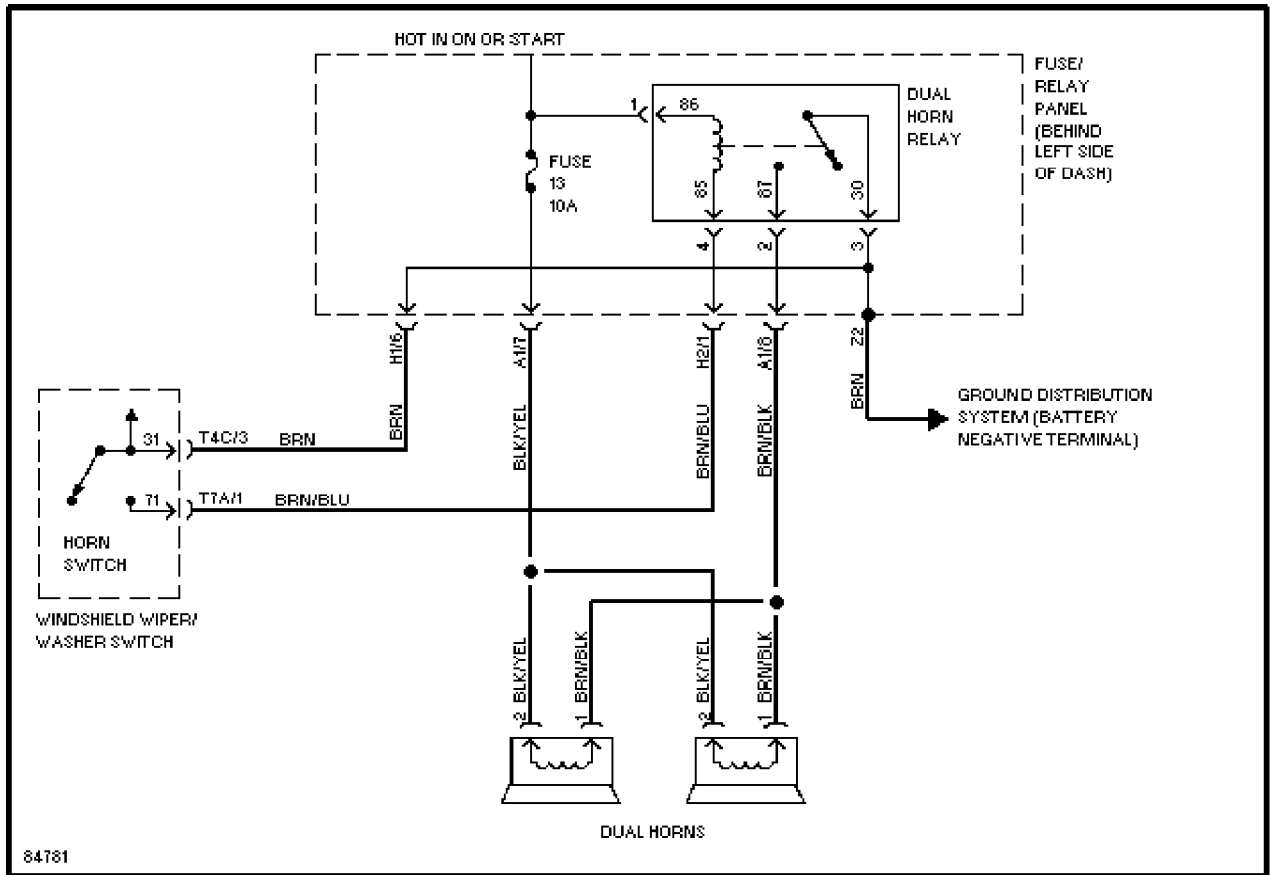 HOT IN ON OR START
FUSE/
RELAY
PANEL
(BEHIND
LEFT SIDE
OF DASH)
DUAL
HORN
RELAY
1
86
FUSE
13
10A
85
87
30
4
2
3
H1/6
A1/7
H2/1
A1/8
Z2
BRN
BLK/YEL
BRN/BLU
BRN/BLK
BRN
GROUND DISTRIBUTION
SYSTEM (BATTERY
NEGATIVE TERMINAL)
31
T4C/3
BRN
71
T7A/1
BRN/BLU
HORN
SWITCH
WINDSHIELD WIPER/
WASHER SWITCH
2 BLK/YEL
1 BRN/BLK
2 BLK/YEL
1 BRN/BLK
DUAL HORNS
84781